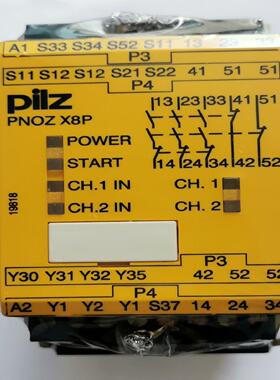 A1 S33 S34 S52 S11 13 23
P3
S11 S12 S12 S21 S22 41 51 51
P4
pilz
PNOZ X8P
13 23 33 41 51
POWER
START
14 24 34 42 52
CH.1 IN
CH. 1
CH.2 IN
CH. 2
19818
P3
Y30 Y31 Y32 Y35 42 52
P4
A2 Y1 Y2 Y1 S37 14 24